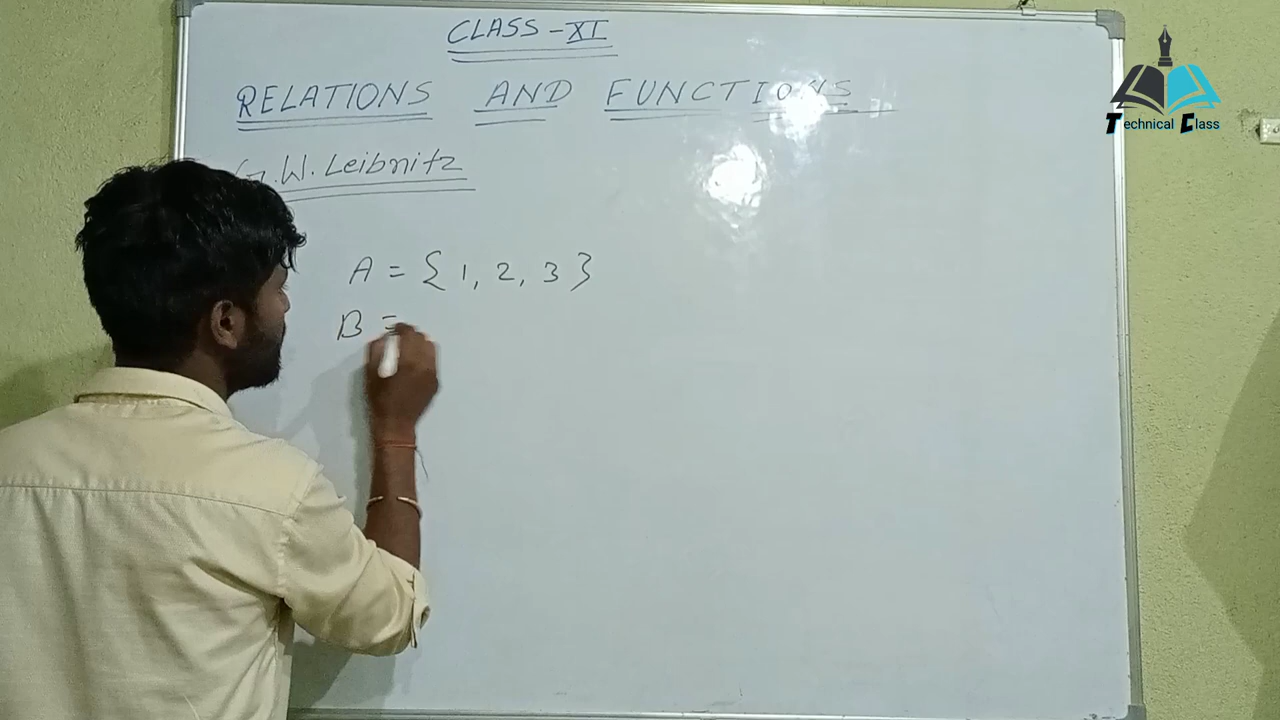 CLASS - XI
RELATIONS AND FUNCTIONS
G.W. Leibnitz
A = { 1, 2, 3 }
B =
Technical Class